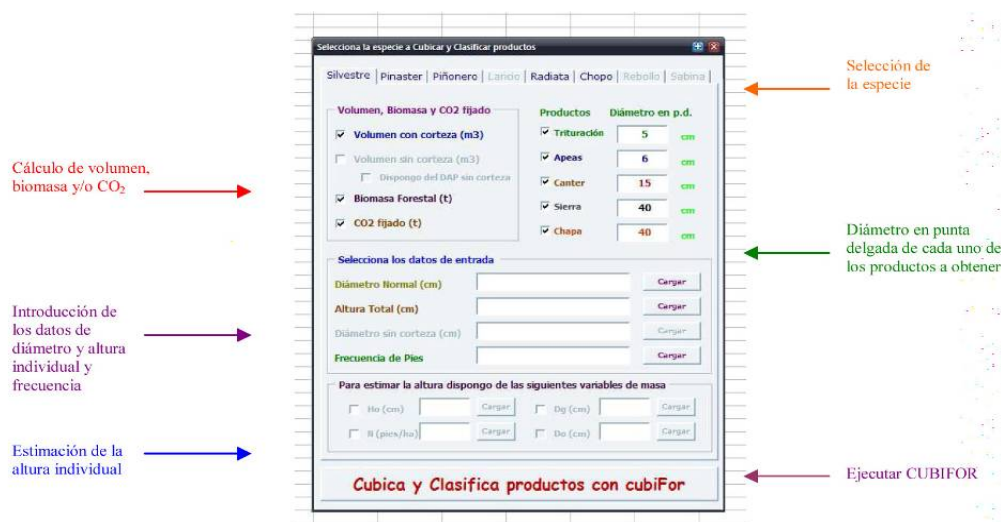 Selecciona la especie a Cubicar y Clasificar productos
Silvestre | Pinaster | Piñonero | Laricio | Radiata | Chopo | Rebollo | Sabina |
Volumen, Biomasa y CO2 fijado
Volumen con corteza (m3)
Volumen sin corteza (m3)
Dispongo del DAP sin corteza
Biomasa Forestal (t)
CO2 fijado (t)
Productos Diámetro en p.d.
Trituración 5 cm
Apeas 6 cm
Canter 15 cm
Sierra 40 cm
Chapa 40 cm
Selecciona los datos de entrada
Diámetro Normal (cm) Cargar
Altura Total (cm) Cargar
Diámetro sin corteza (cm) Cargar
Frecuencia de Pies Cargar
Para estimar la altura dispongo de las siguientes variables de masa
Ho (cm) Cargar Dg (cm) Cargar
N (pies/ha) Cargar Do (cm) Cargar
Cubica y Clasifica productos con cubiFor
Cálculo de volumen,
biomasa y/o CO₂
Introducción de
los datos de
diámetro y altura
individual y
frecuencia
Estimación de la
altura individual
Selección de
la especie
Diámetro en punta
delgada de cada uno de
los productos a obtener
Ejecutar CUBIFOR